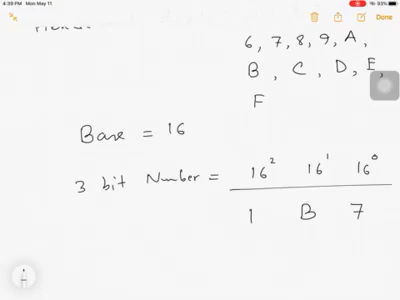 4:39 PM Mon May 11
93%
Done
6, 7, 8, 9, A,
B, C, D, E,
F
Base = 16
3 bit Number = 16² 16¹ 16⁰
1 B 7